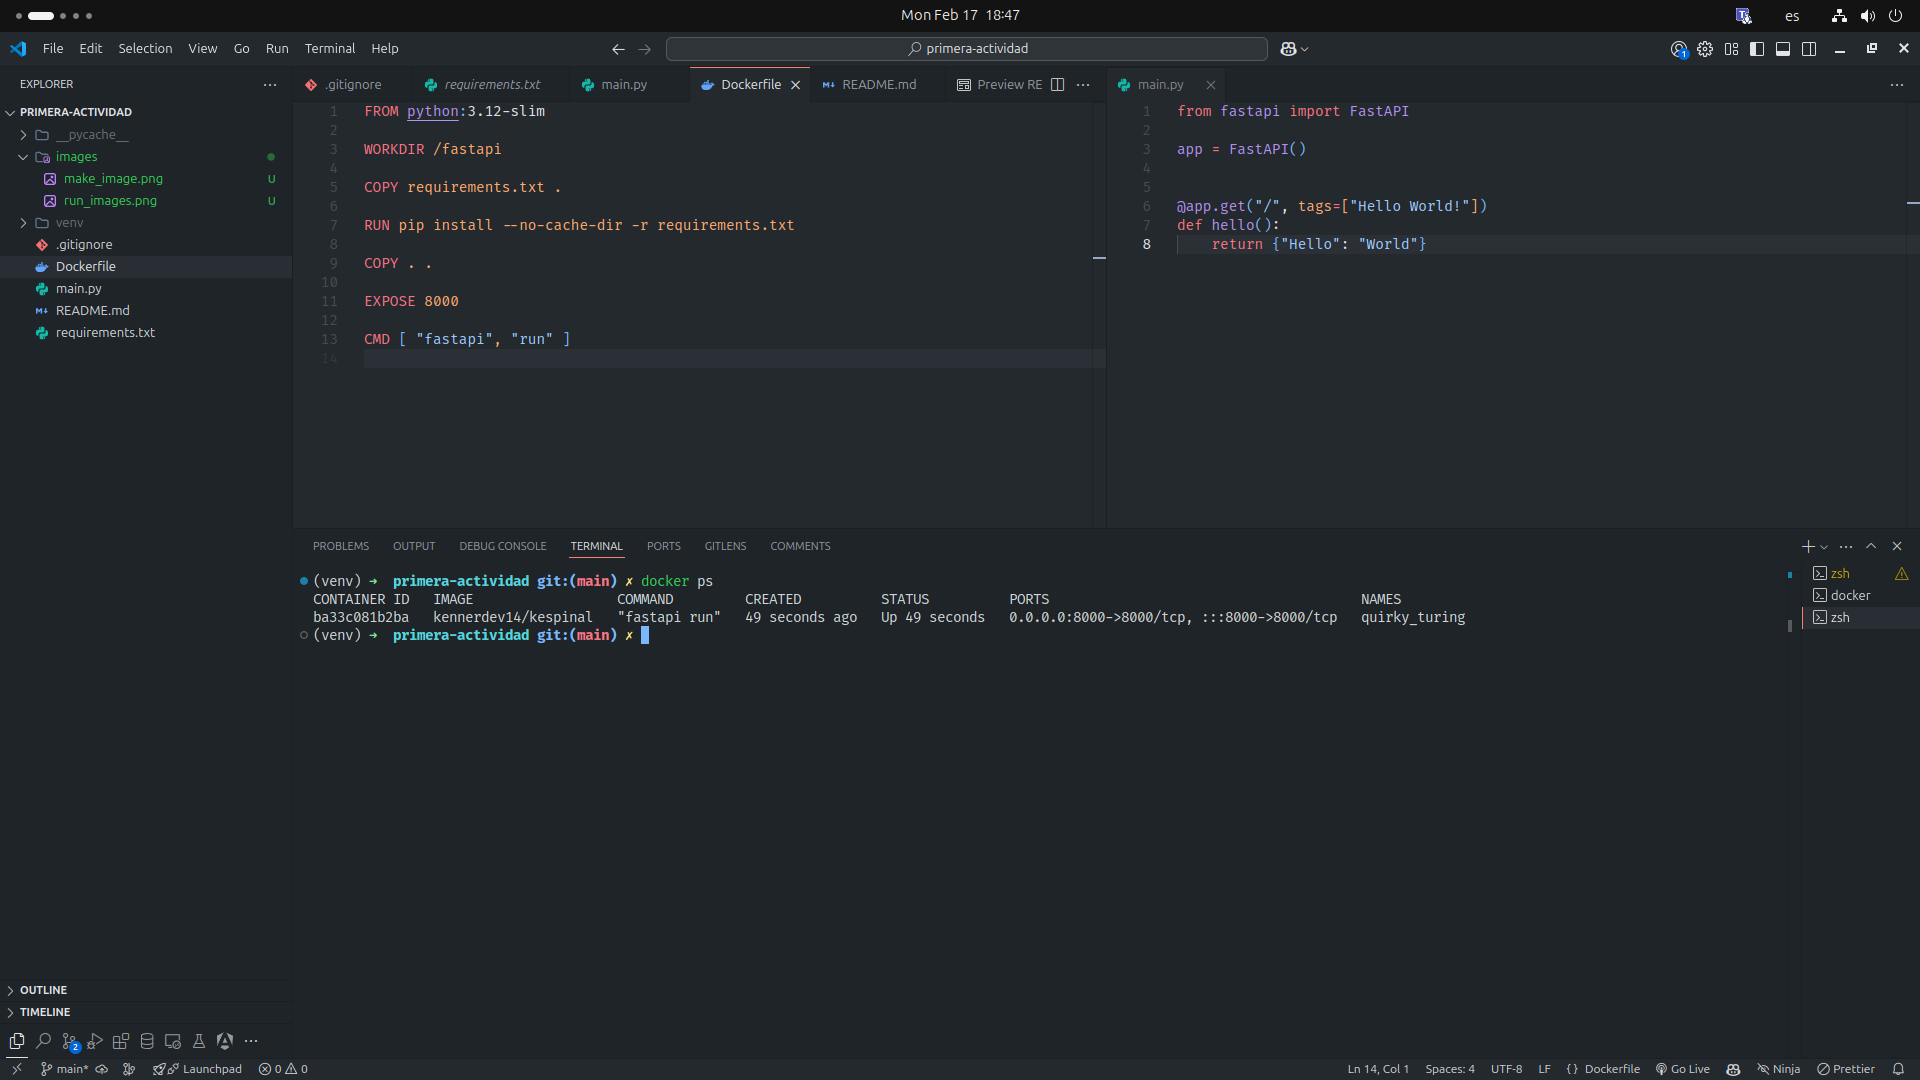 Mon Feb 17 18:47
es
File Edit Selection View Go Run Terminal Help
primera-actividad
EXPLORER
PRIMERA-ACTIVIDAD
__pycache__
images
make_image.png U
run_images.png U
venv
.gitignore
Dockerfile
main.py
README.md
requirements.txt
OUTLINE
TIMELINE
.gitignore requirements.txt main.py Dockerfile README.md Preview RE
1 FROM python:3.12-slim
2
3 WORKDIR /fastapi
4
5 COPY requirements.txt .
6
7 RUN pip install --no-cache-dir -r requirements.txt
8
9 COPY . .
10
11 EXPOSE 8000
12
13 CMD [ "fastapi", "run" ]
14
main.py
1 from fastapi import FastAPI
2
3 app = FastAPI()
4
5
6 @app.get("/", tags=["Hello World!"])
7 def hello():
8 return {"Hello": "World"}
PROBLEMS OUTPUT DEBUG CONSOLE TERMINAL PORTS GITLENS COMMENTS
(venv) ➜ primera-actividad git:(main) ✗ docker ps
CONTAINER ID IMAGE COMMAND CREATED STATUS PORTS NAMES
ba33c081b2ba kennerdev14/kespinal "fastapi run" 49 seconds ago Up 49 seconds 0.0.0.0:8000->8000/tcp, :::8000->8000/tcp quirky_turing
(venv) ➜ primera-actividad git:(main) ✗
zsh
docker
zsh
main* Launchpad 0 0 Ln 14, Col 1 Spaces: 4 UTF-8 LF {} Dockerfile Go Live Ninja Prettier